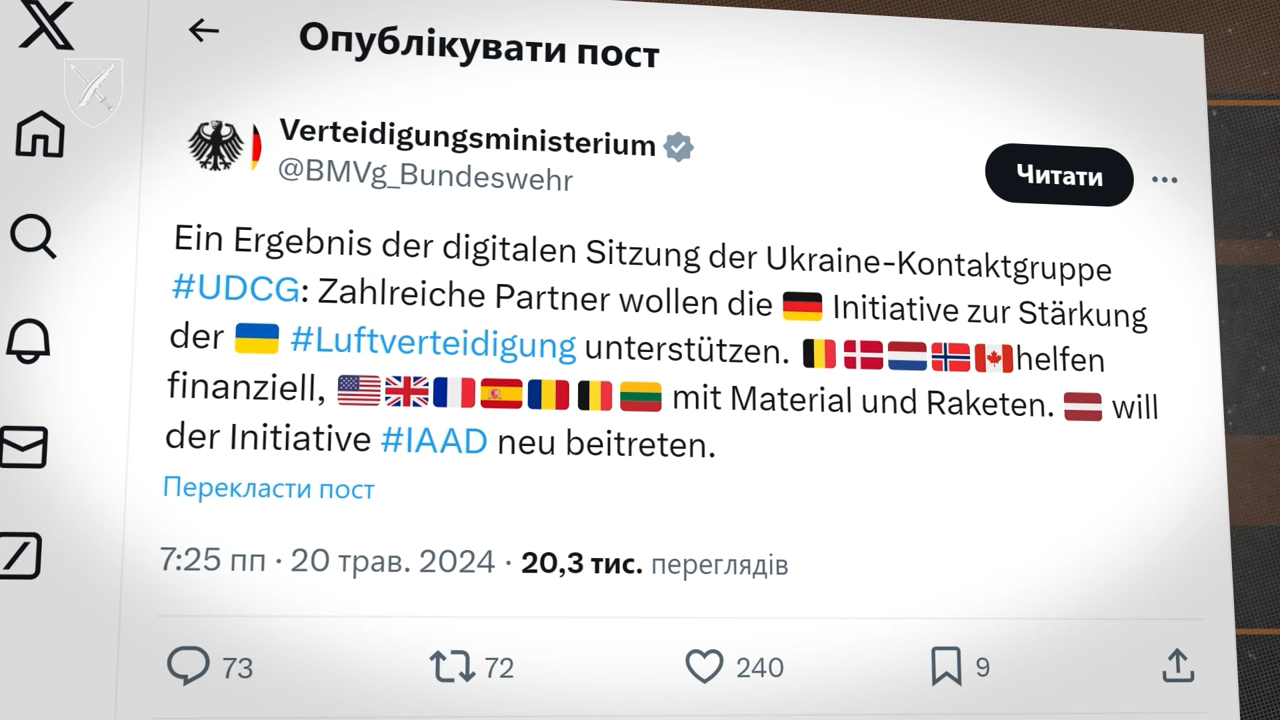 Опублікувати пост
Verteidigungsministerium
@BMVg_Bundeswehr
Читати
Ein Ergebnis der digitalen Sitzung der Ukraine-Kontaktgruppe
#UDCG: Zahlreiche Partner wollen die 🇩🇪 Initiative zur Stärkung
der 🇺🇦 #Luftverteidigung unterstützen. 🇧🇪🇩🇰🇳🇱🇳🇴🇨🇦helfen
finanziell, 🇺🇸🇬🇧🇫🇷🇪🇸🇷🇴🇧🇪🇱🇹 mit Material und Raketen. 🇱🇻 will
der Initiative #IAAD neu beitreten.
Перекласти пост
7:25 пп · 20 трав. 2024 · 20,3 тис. переглядів
73 72 240 9